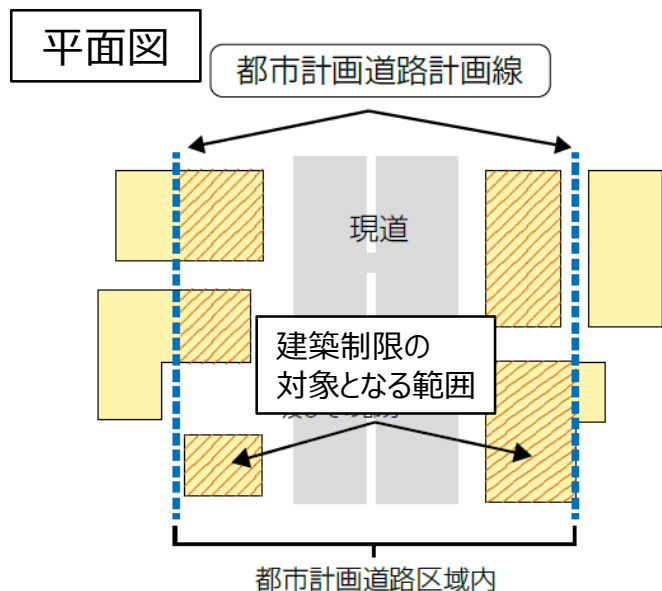 平面図
都市計画道路計画線
現道
建築制限の
対象となる範囲
都市計画道路区域内